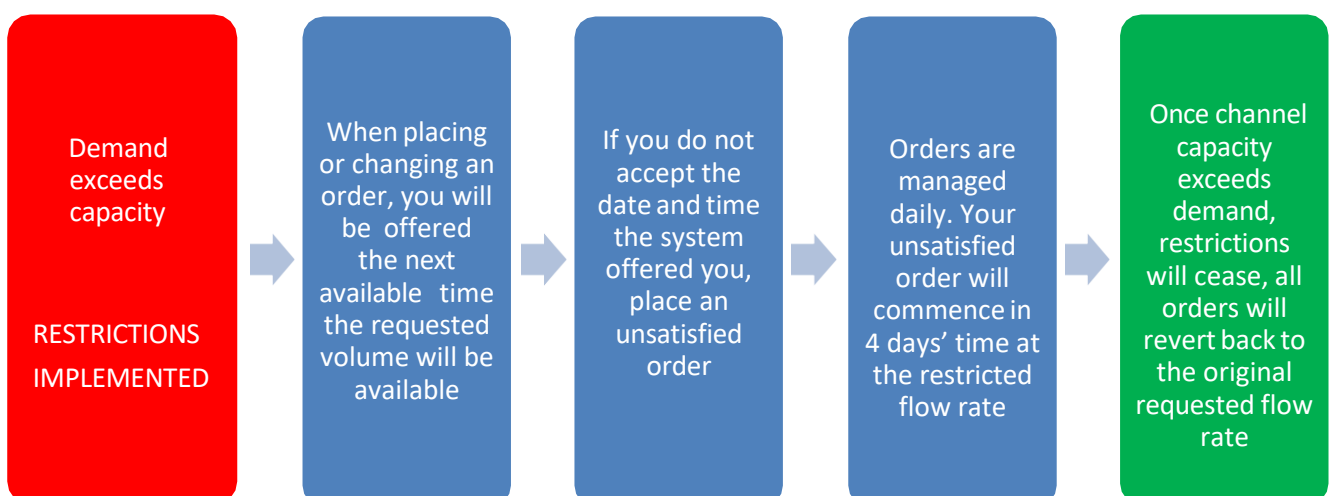 Demand
exceeds
capacity
RESTRICTIONS
IMPLEMENTED
When placing
or changing an
order, you will
be offered
the next
available time
the requested
volume will be
available
If you do not
accept the
date and time
the system
offered you,
place an
unsatisfied
order
Orders are
managed
daily. Your
unsatisfied
order will
commence in
4 days’ time at
the restricted
flow rate
Once channel
capacity
exceeds
demand,
restrictions
will cease, all
orders will
revert back to
the original
requested flow
rate